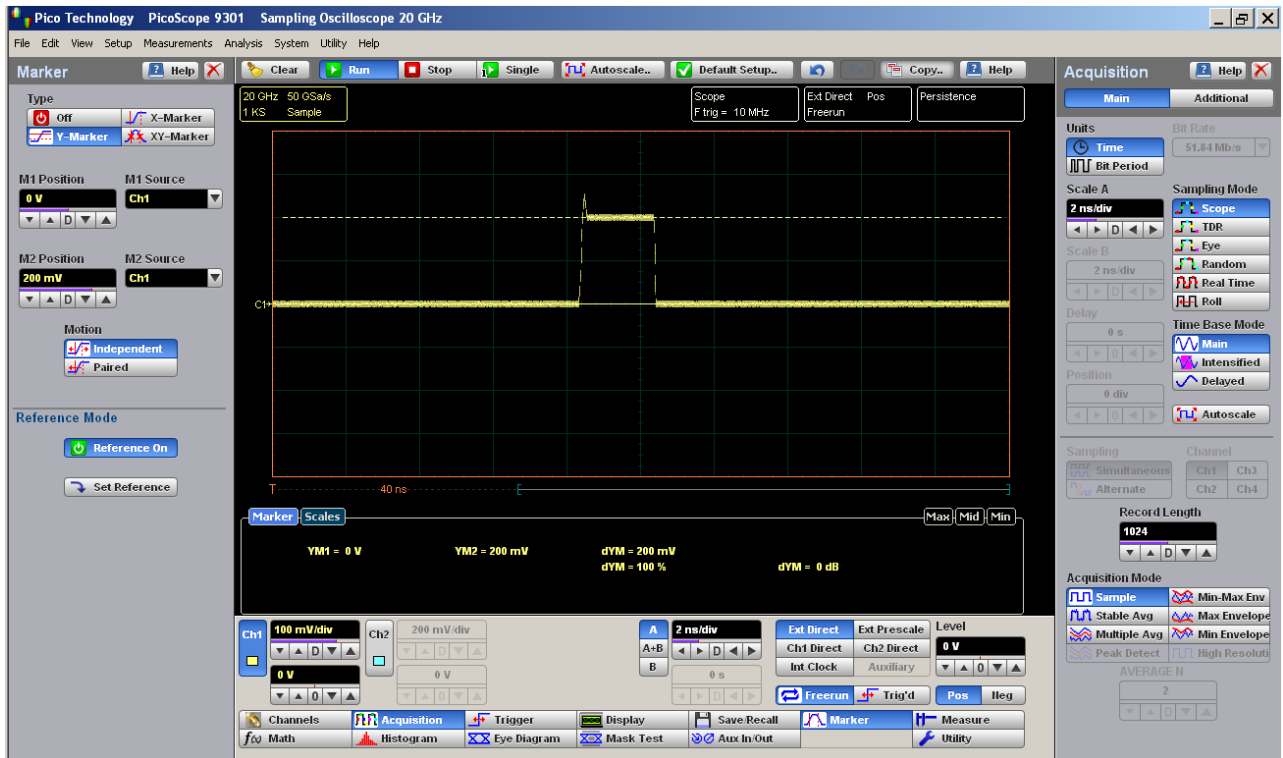 Pico Technology PicoScope 9301 Sampling Oscilloscope 20 GHz
File Edit View Setup Measurements Analysis System Utility Help
Marker
? Help
Type
Off X-Marker
Y-Marker XY-Marker
M1 Position M1 Source
0 V Ch1
D
M2 Position M2 Source
200 mV Ch1
D
Motion
Independent
Paired
Reference Mode
Reference On
Set Reference
Clear Run Stop Single Autoscale.. Default Setup.. Copy.. ? Help
20 GHz 50 GSa/s
1 KS Sample
Scope
F trig = 10 MHz
Ext Direct Pos
Freerun
Persistence
C1
T 40 ns
Marker Scales Max Mid Min
YM1 = 0 V YM2 = 200 mV dYM = 200 mV
dYM = 100 % dYM = 0 dB
Ch1 100 mV/div
D
0 V
0
Ch2 200 mV/div
D
0 V
0
A 2 ns/div
A+B D
B 0 s
D
Ext Direct Ext Prescale
Ch1 Direct Ch2 Direct
Int Clock Auxiliary
Freerun Trig'd
Level
0 V
0
Pos Neg
Channels Acquisition Trigger Display Save/Recall Marker Measure
f(x) Math Histogram Eye Diagram Mask Test Aux In/Out Utility
Acquisition
? Help
Main Additional
Units Bit Rate
Time 51.84 Mb/s
Bit Period
Scale A Sampling Mode
2 ns/div Scope
D TDR
Scale B Eye
2 ns/div Random
D Real Time
Roll
Delay Time Base Mode
0 s Main
0 Intensified
Position Delayed
0 div
0 Autoscale
Sampling Channel
Simultaneous Ch1 Ch3
Alternate Ch2 Ch4
Record Length
1024
D
Acquisition Mode
Sample Min-Max Env
Stable Avg Max Envelope
Multiple Avg Min Envelope
Peak Detect High Resoluti
AVERAGE N
2
D